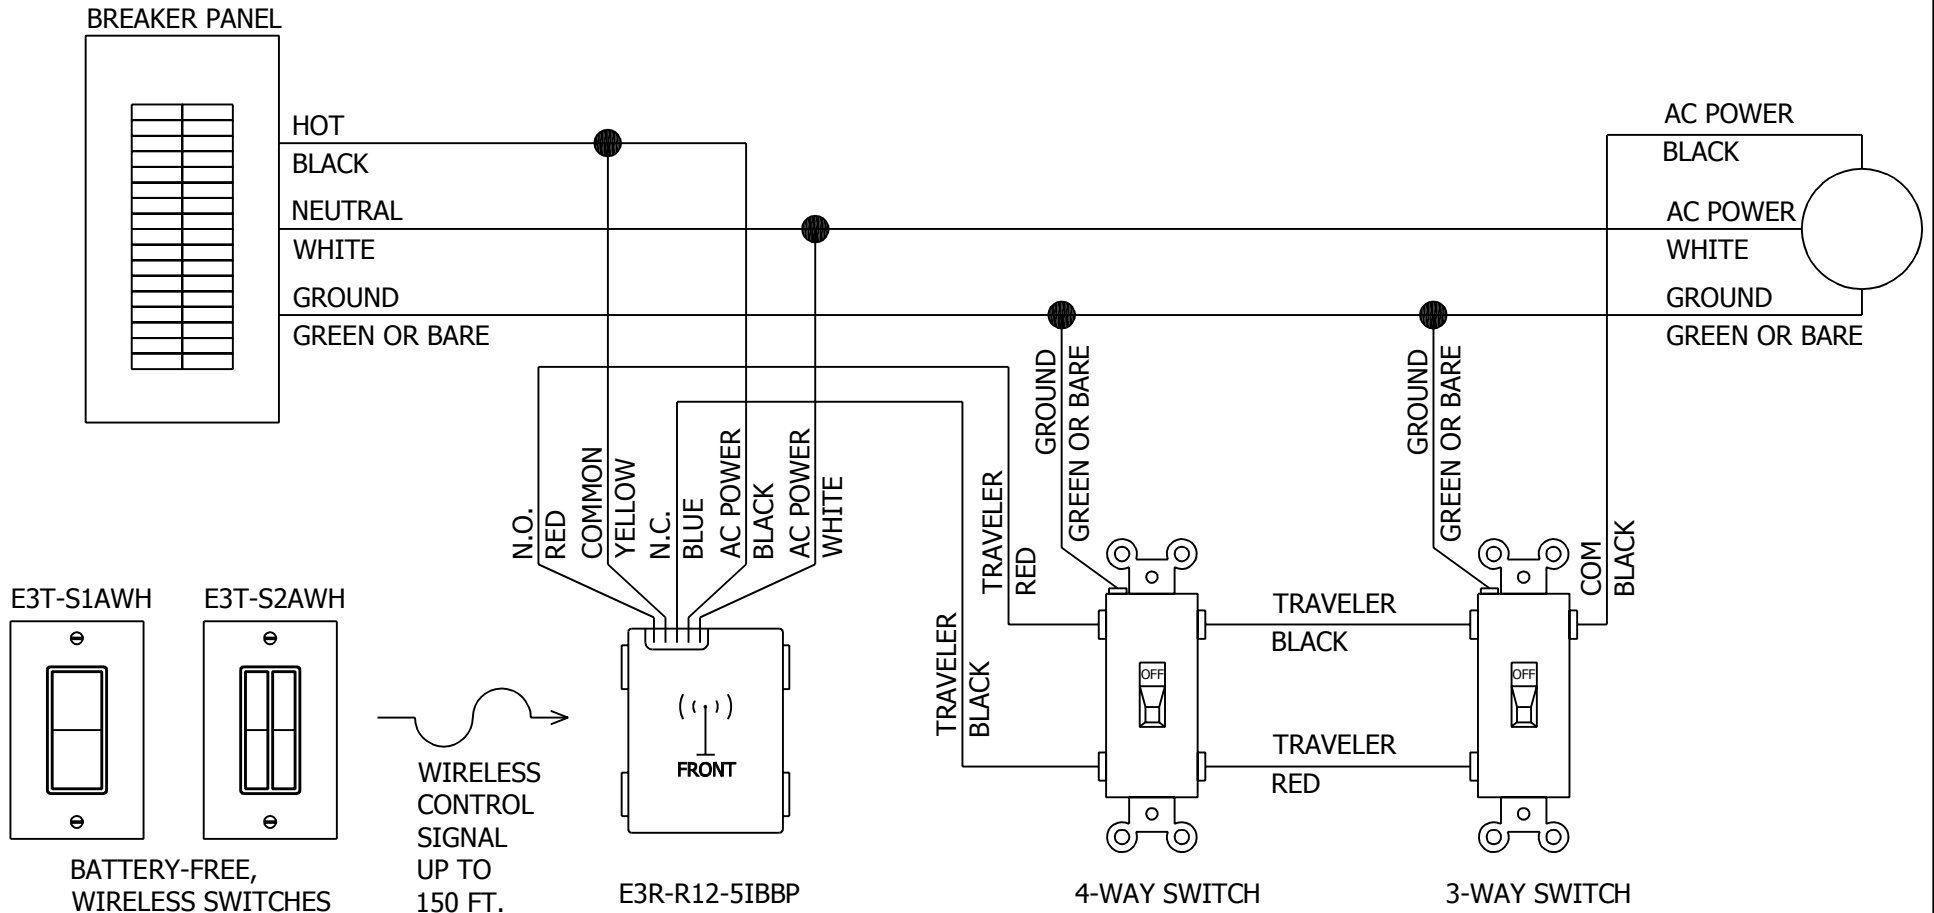 BREAKER PANEL
HOT
BLACK
NEUTRAL
WHITE
GROUND
GREEN OR BARE
AC POWER
BLACK
AC POWER
WHITE
GROUND
GREEN OR BARE
N.O.
RED
COMMON
YELLOW
N.C.
BLUE
AC POWER
BLACK
AC POWER
WHITE
TRAVELER
RED
TRAVELER
BLACK
GROUND
GREEN OR BARE
GROUND
GREEN OR BARE
COM
BLACK
TRAVELER
BLACK
TRAVELER
RED
OFF
OFF
E3T-S1AWH
E3T-S2AWH
BATTERY-FREE,
WIRELESS SWITCHES
WIRELESS
CONTROL
SIGNAL
UP TO
150 FT.
FRONT
E3R-R12-5IBBP
4-WAY SWITCH
3-WAY SWITCH